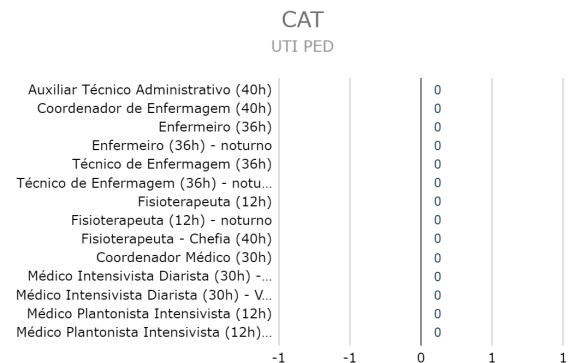 CAT
UTI PED
Auxiliar Técnico Administrativo (40h) 0
Coordenador de Enfermagem (40h) 0
Enfermeiro (36h) 0
Enfermeiro (36h) - noturno 0
Técnico de Enfermagem (36h) 0
Técnico de Enfermagem (36h) - notu... 0
Fisioterapeuta (12h) 0
Fisioterapeuta (12h) - noturno 0
Fisioterapeuta - Chefia (40h) 0
Coordenador Médico (30h) 0
Médico Intensivista Diarista (30h) -... 0
Médico Intensivista Diarista (30h) - V... 0
Médico Plantonista Intensivista (12h) 0
Médico Plantonista Intensivista (12h)... 0
-1 -1 0 1 1